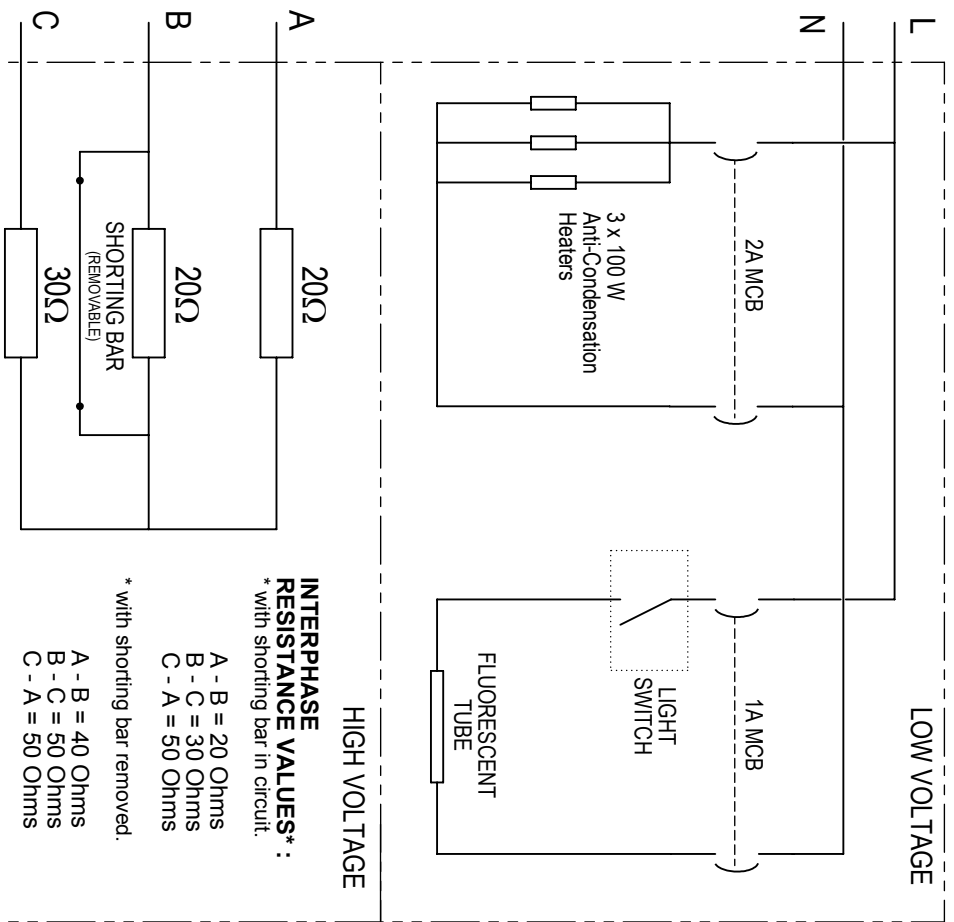 L
N
A
B
C
LOW VOLTAGE
2A MCB
1A MCB
3 x 100 W
Anti-Condensation
Heaters
LIGHT
SWITCH
FLUORESCENT
TUBE
HIGH VOLTAGE
20Ω
20Ω
SHORTING BAR
(REMOVABLE)
30Ω
INTERPHASE
RESISTANCE VALUES* :
* with shorting bar in circuit.
A - B = 20 Ohms
B - C = 30 Ohms
C - A = 50 Ohms
* with shorting bar removed.
A - B = 40 Ohms
B - C = 50 Ohms
C - A = 50 Ohms